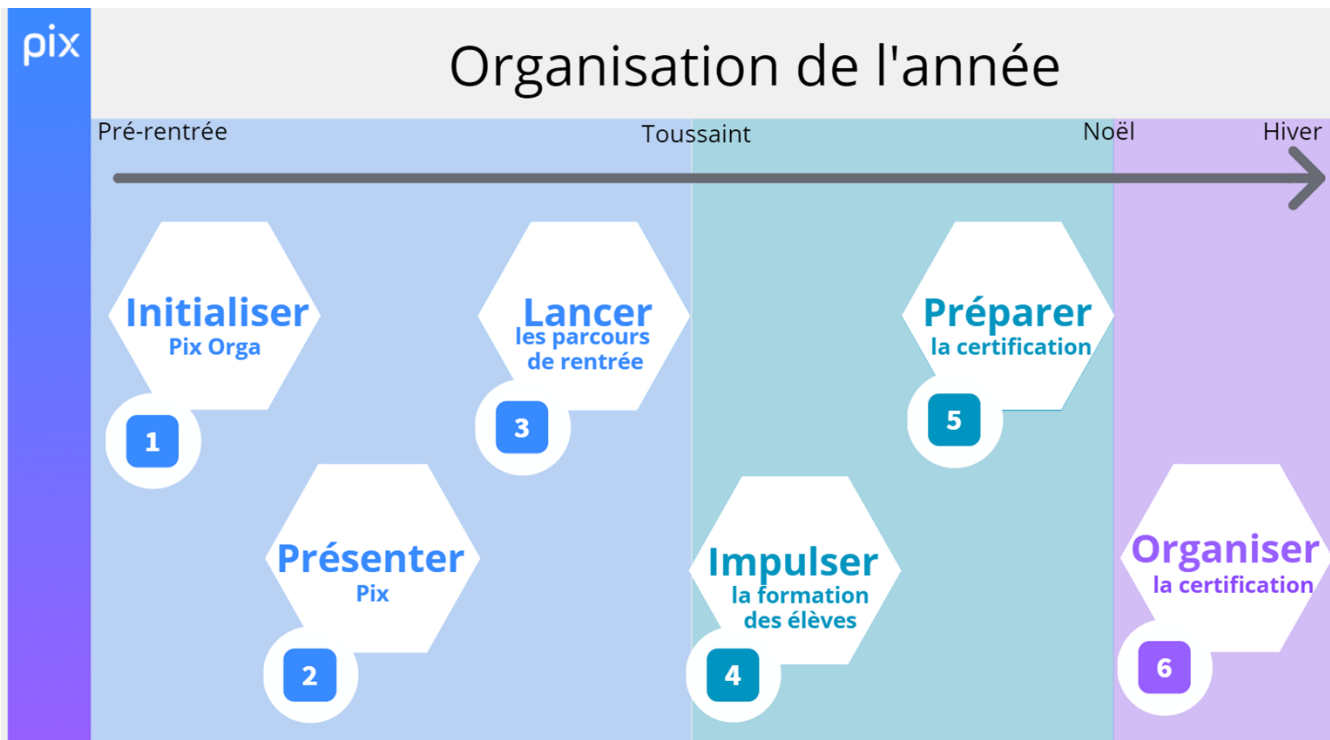 pix
Organisation de l'année
Pré-rentrée
Toussaint
Noël
Hiver
Initialiser
Pix Orga
1
Présenter
Pix
2
Lancer
les parcours
de rentrée
3
Impulser
la formation
des élèves
4
Préparer
la certification
5
Organiser
la certification
6